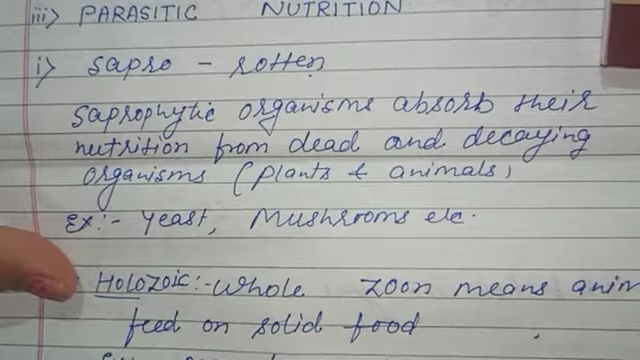 iii> PARASITIC NUTRITION
i> Sapro - rotten
Saprophytic organisms absorb their
nutrition from dead and decaying
organisms (plants & animals)
Ex:- Yeast, Mushrooms etc.
Holozoic:- Whole zoon means anim
feed on solid food